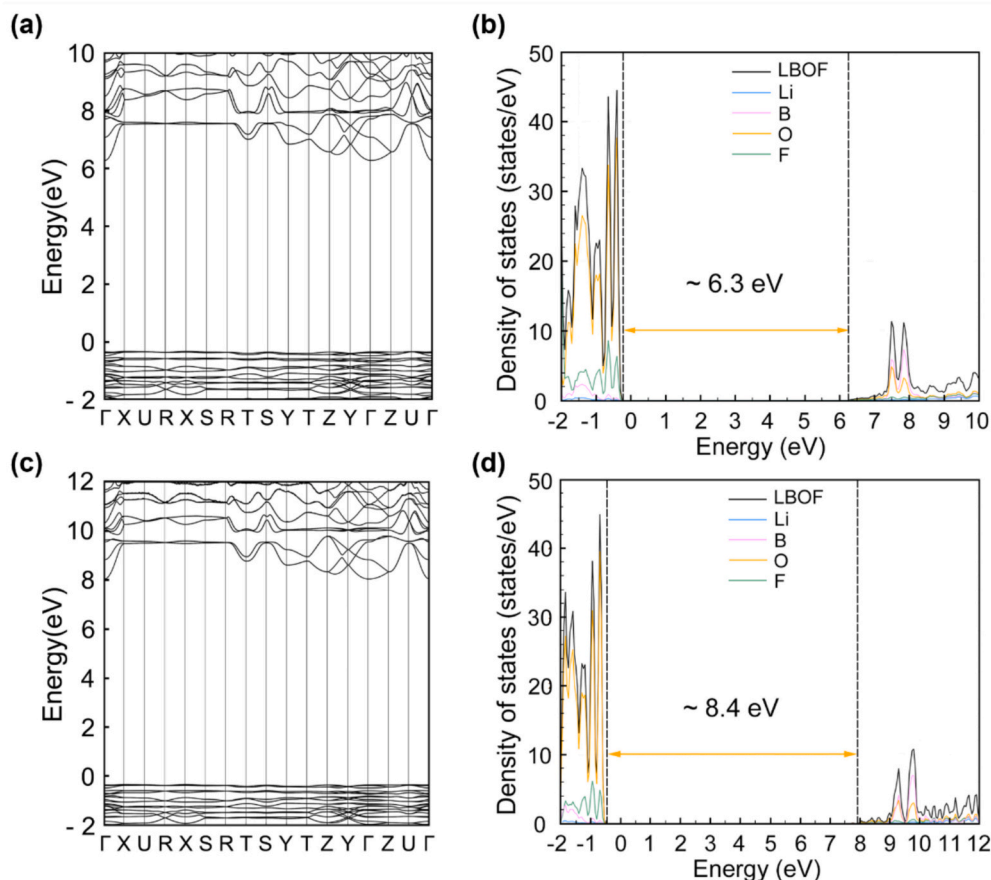 (a)
10
8
6
4
2
0
- 2
Energy(eV)
Γ X U R X S R T S Y T Z Y Γ Z U Γ
(b)
50
40
30
20
10
0
Density of states (states/eV)
LBOF
Li
B
O
F
~ 6.3 eV
-2 -1 0 1 2 3 4 5 6 7 8 9 10
Energy (eV)
(c)
12
10
8
6
4
2
0
- 2
Energy(eV)
Γ X U R X S R T S Y T Z Y Γ Z U Γ
(d)
50
40
30
20
10
0
Density of states (states/eV)
LBOF
Li
B
O
F
~ 8.4 eV
-2 -1 0 1 2 3 4 5 6 7 8 9 10 11 12
Energy (eV)